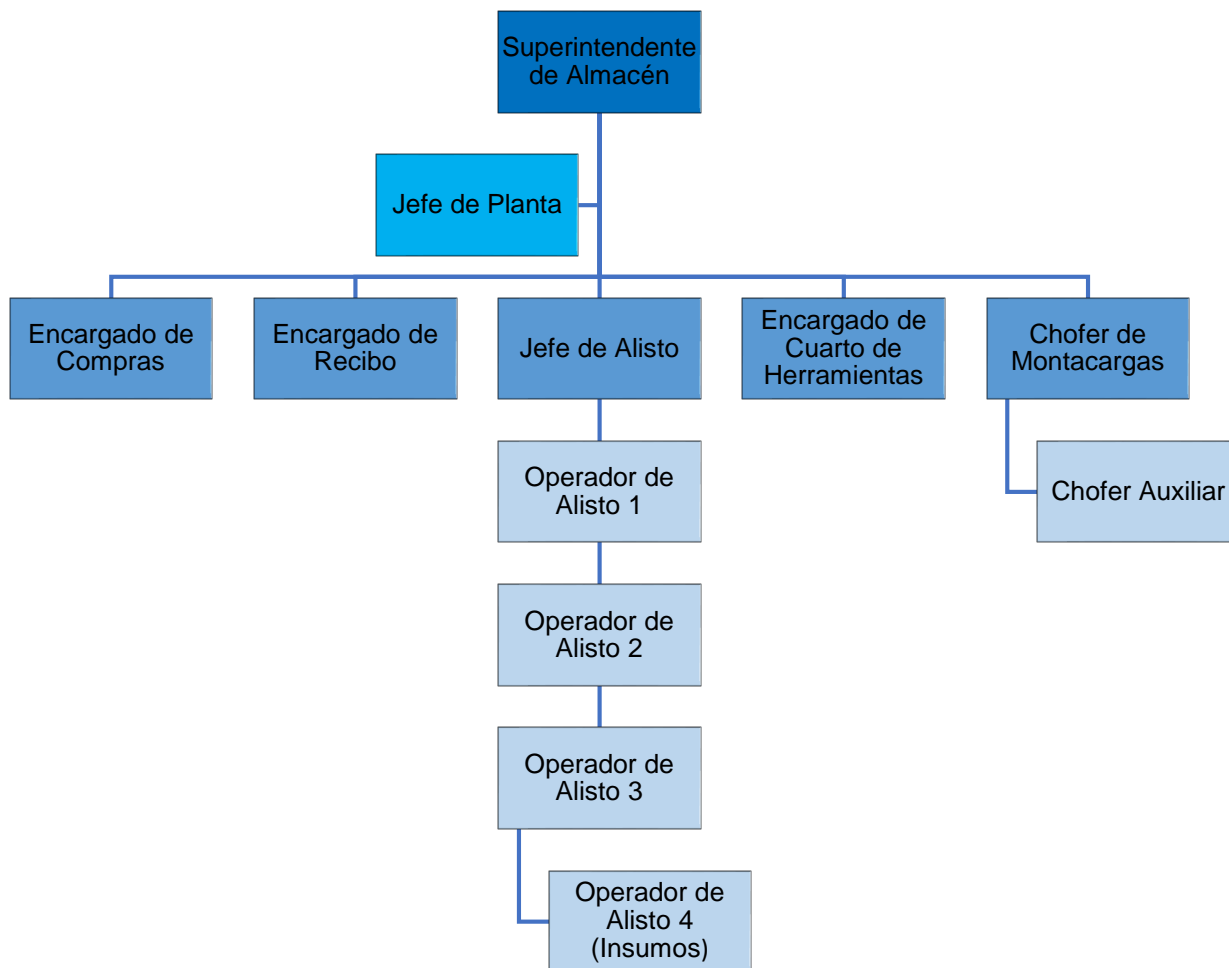 Superintendente
de Almacén
Jefe de Planta
Encargado de
Compras
Encargado de
Recibo
Jefe de Alisto
Encargado de
Cuarto de
Herramientas
Chofer de
Montacargas
Operador de
Alisto 1
Chofer Auxiliar
Operador de
Alisto 2
Operador de
Alisto 3
Operador de
Alisto 4
(Insumos)